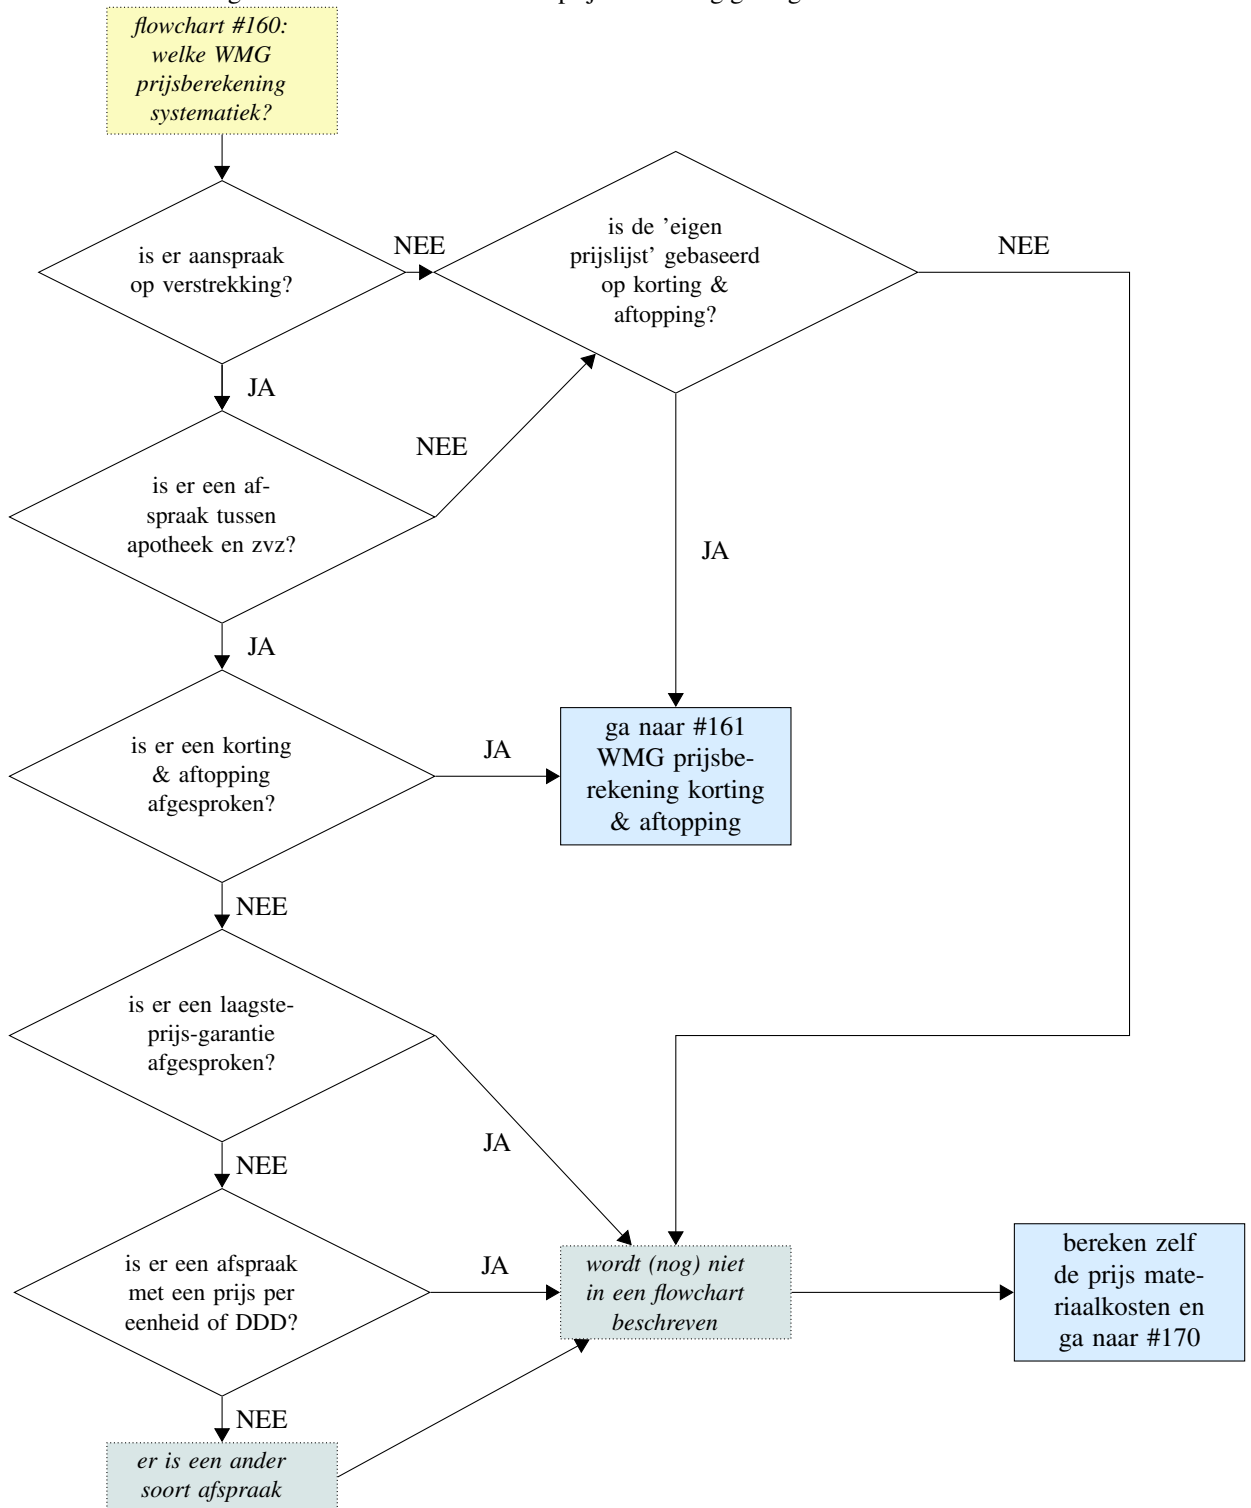 flowchart #160:
welke WMG
prijsberekening
systematiek?
is er aanspraak
op verstrekking?
NEE
is de 'eigen
prijslijst' gebaseerd
op korting &
aftopping?
NEE
JA
NEE
is er een af-
spraak tussen
apotheek en zvz?
JA
JA
is er een korting
& aftopping
afgesproken?
JA
ga naar #161
WMG prijsbe-
rekening korting
& aftopping
NEE
is er een laagste-
prijs-garantie
afgesproken?
JA
NEE
is er een afspraak
met een prijs per
eenheid of DDD?
JA
wordt (nog) niet
in een flowchart
beschreven
bereken zelf
de prijs mate-
riaalkosten en
ga naar #170
NEE
er is een ander
soort afspraak